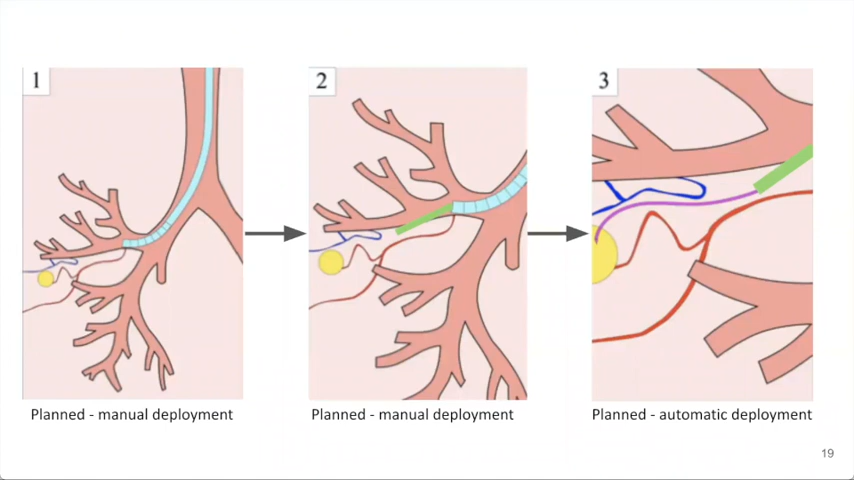 1
2
3
Planned - manual deployment
Planned - manual deployment
Planned - automatic deployment
19